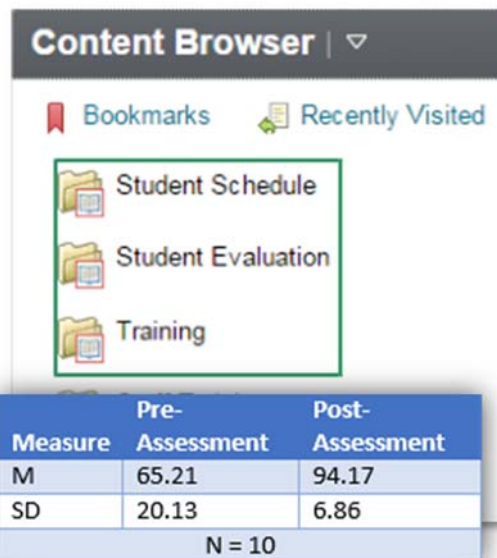 Content Browser
Bookmarks Recently Visited
Student Schedule
Student Evaluation
Training
Measure Pre-Assessment Post-Assessment
M 65.21 94.17
SD 20.13 6.86
N = 10